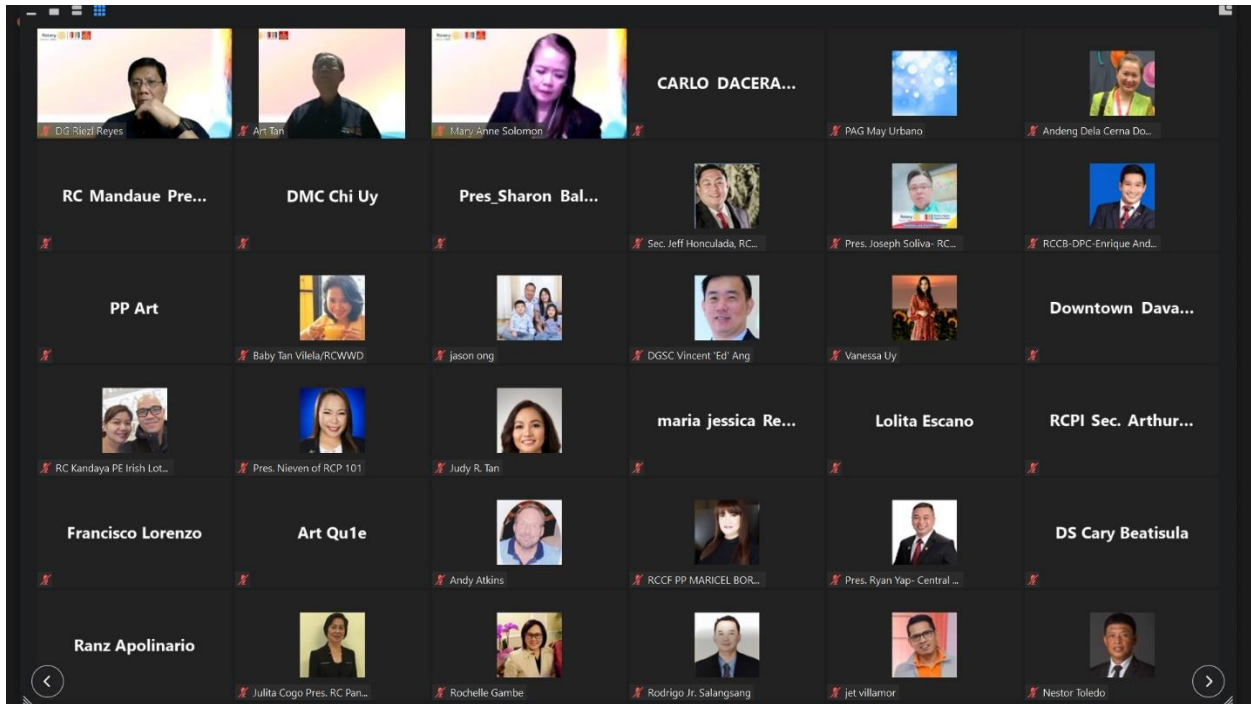 Rotary
Rotary
DG Riezl Reyes
Art Tan
Mary Anne Solomon
CARLO DACERA...
PAG May Urbano
Andeng Dela Cerna Do...
RC Mandaue Pre...
DMC Chi Uy
Pres_Sharon Bal...
Sec. Jeff Honculada, RC...
Pres. Joseph Soliva- RC...
RCCB-DPC-Enrique And...
PP Art
Baby Tan Vilela/RCWWD
jason ong
DGSC Vincent 'Ed' Ang
Vanessa Uy
Downtown Dava...
RC Kandaya PE Irish Lot...
Pres. Nieven of RCP 101
Judy R. Tan
maria jessica Re...
Lolita Escano
RCPI Sec. Arthur...
Francisco Lorenzo
Art Qu1e
Andy Atkins
RCCF PP MARICEL BOR...
Pres. Ryan Yap- Central ...
DS Cary Beatisula
Ranz Apolinario
Julita Cogo Pres. RC Pan...
Rochelle Gambe
Rodrigo Jr. Salangsang
jet villamor
Nestor Toledo